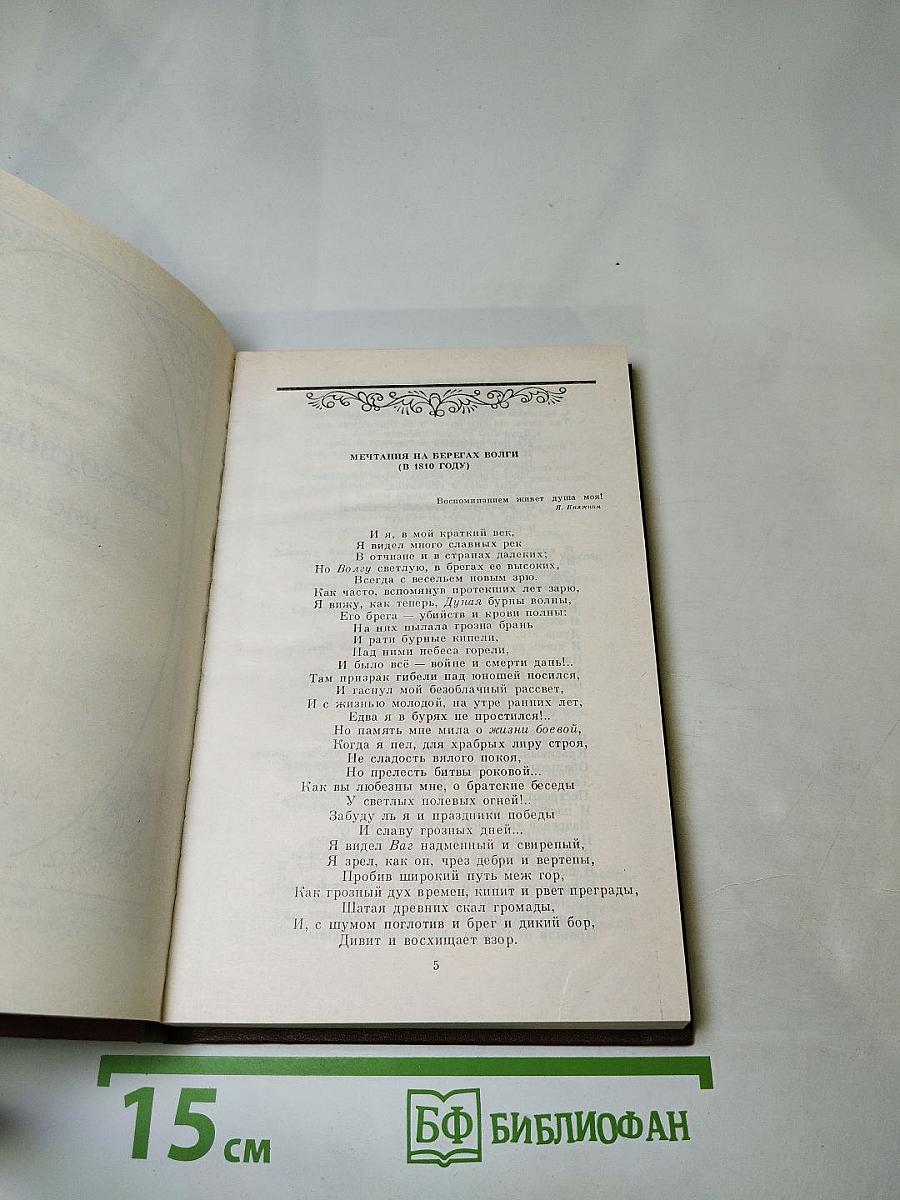 МЕЧТАНИЯ НА БЕРЕГАХ ВОЛГИ
(В 1810 ГОДУ)
Воспоминанием живет душа моя!
Я. Княжнин
И я, в мой краткий век,
Я видел много славных рек
В отчизне и в странах далеких;
Но Волгу светлую, в брегах ее высоких,
Всегда с весельем новым зрю.
Как часто, вспомянув протекших лет зарю,
Я вижу, как теперь, Дуная бурны волны,
Его брега — убийств и крови полны:
На них пылала грозна брань
И рати бурные кипели,
Над ними небеса горели,
И было всё — войне и смерти дань!..
Там призрак гибели над юношей носился,
И гаснул мой безоблачный рассвет,
И с жизнью молодой, на утре ранних лет,
Едва я в бурях не простился!..
Но память мне мила о жизни боевой,
Когда я пел, для храбрых лиру строя,
Не сладость вялого покоя,
Но прелесть битвы роковой...
Как вы любезны мне, о братские беседы
У светлых полевых огней!..
Забуду ль я и праздники победы
И славу грозных дней...
Я видел Ваг надменный и свирепый,
Я зрел, как он, чрез дебри и вертепы,
Пробив широкий путь меж гор,
Как грозный дух времен, кипит и рвет преграды,
Шатая древних скал громады,
И, с шумом поглотив и брег и дикий бор,
Дивит и восхищает взор.
5
15 см
БФ БИБЛИОФАН